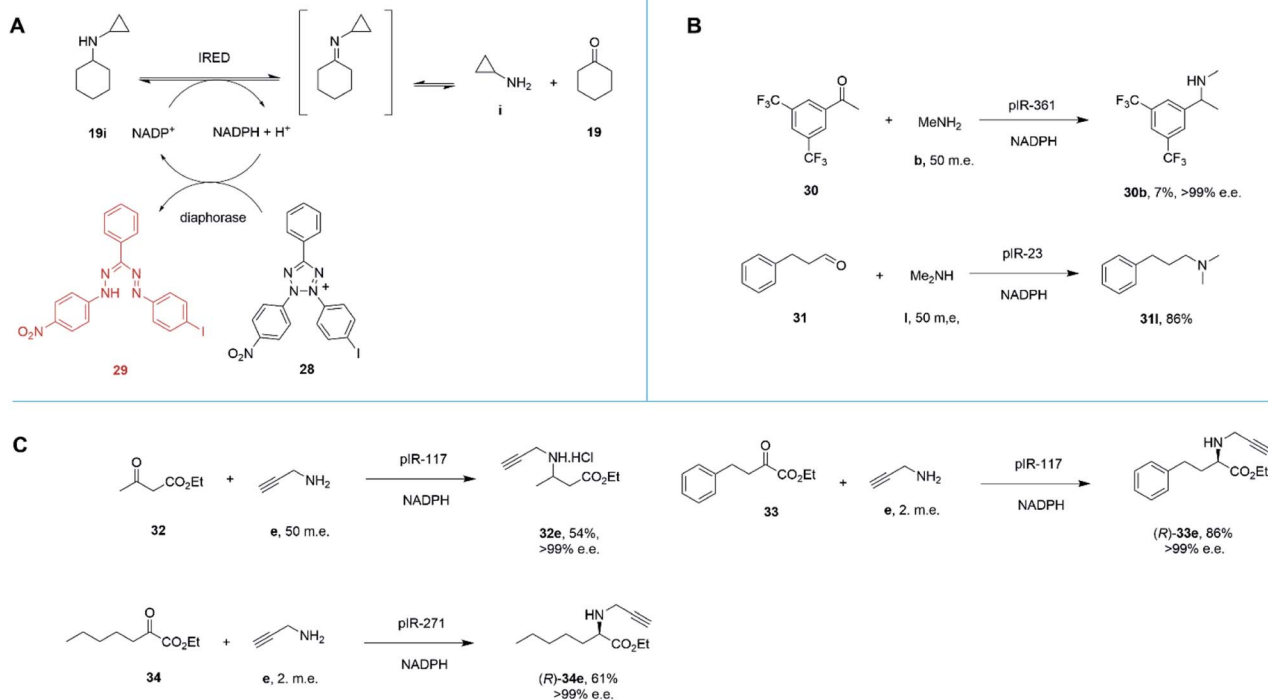 A
HN
IRED
N
O
NH₂
+
i
19
19i
NADP⁺
NADPH + H⁺
diaphorase
N
N
N
NH
N
N
N
N
N
+
O₂N
I
O₂N
I
29
28
B
O
F₃C
CF₃
30
+
MeNH₂
b, 50 m.e.
pIR-361
NADPH
HN
F₃C
CF₃
30b, 7%, >99% e.e.
O
31
+
Me₂NH
l, 50 m,e,
pIR-23
NADPH
N
31l, 86%
C
O
CO₂Et
32
+
NH₂
e, 50 m.e.
pIR-117
NADPH
NH.HCl
CO₂Et
32e, 54%,
>99% e.e.
O
CO₂Et
33
+
NH₂
e, 2. m.e.
pIR-117
NADPH
HN
CO₂Et
(R)-33e, 86%
>99% e.e.
O
CO₂Et
34
+
NH₂
e, 2. m.e.
pIR-271
NADPH
HN
CO₂Et
(R)-34e, 61%
>99% e.e.